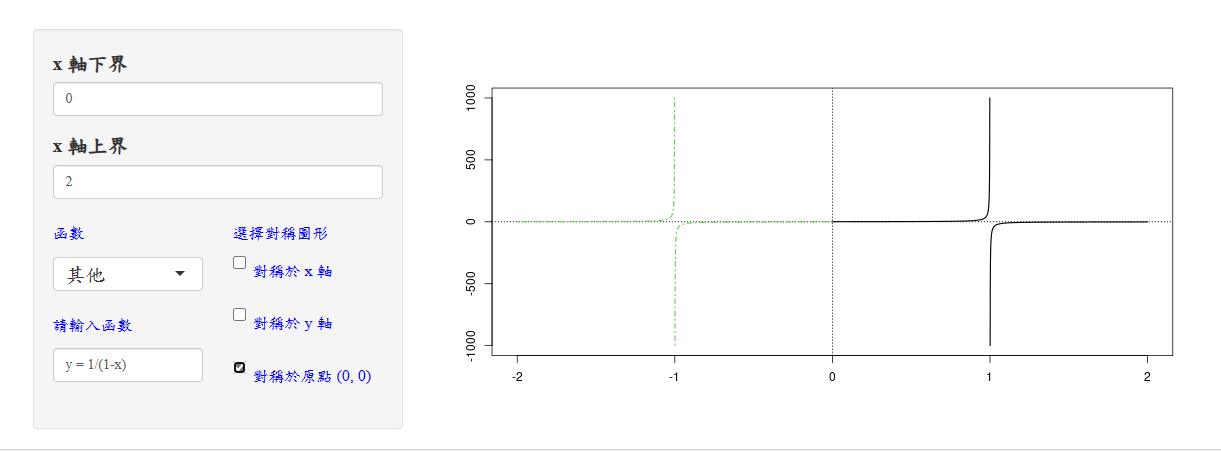 x 軸下界
0
x 軸上界
2
函數
其他
請輸入函數
y = 1/(1-x)
選擇對稱圖形
對稱於 x 軸
對稱於 y 軸
對稱於原點 (0, 0)
1000
500
0
-500
-1000
-2 -1 0 1 2